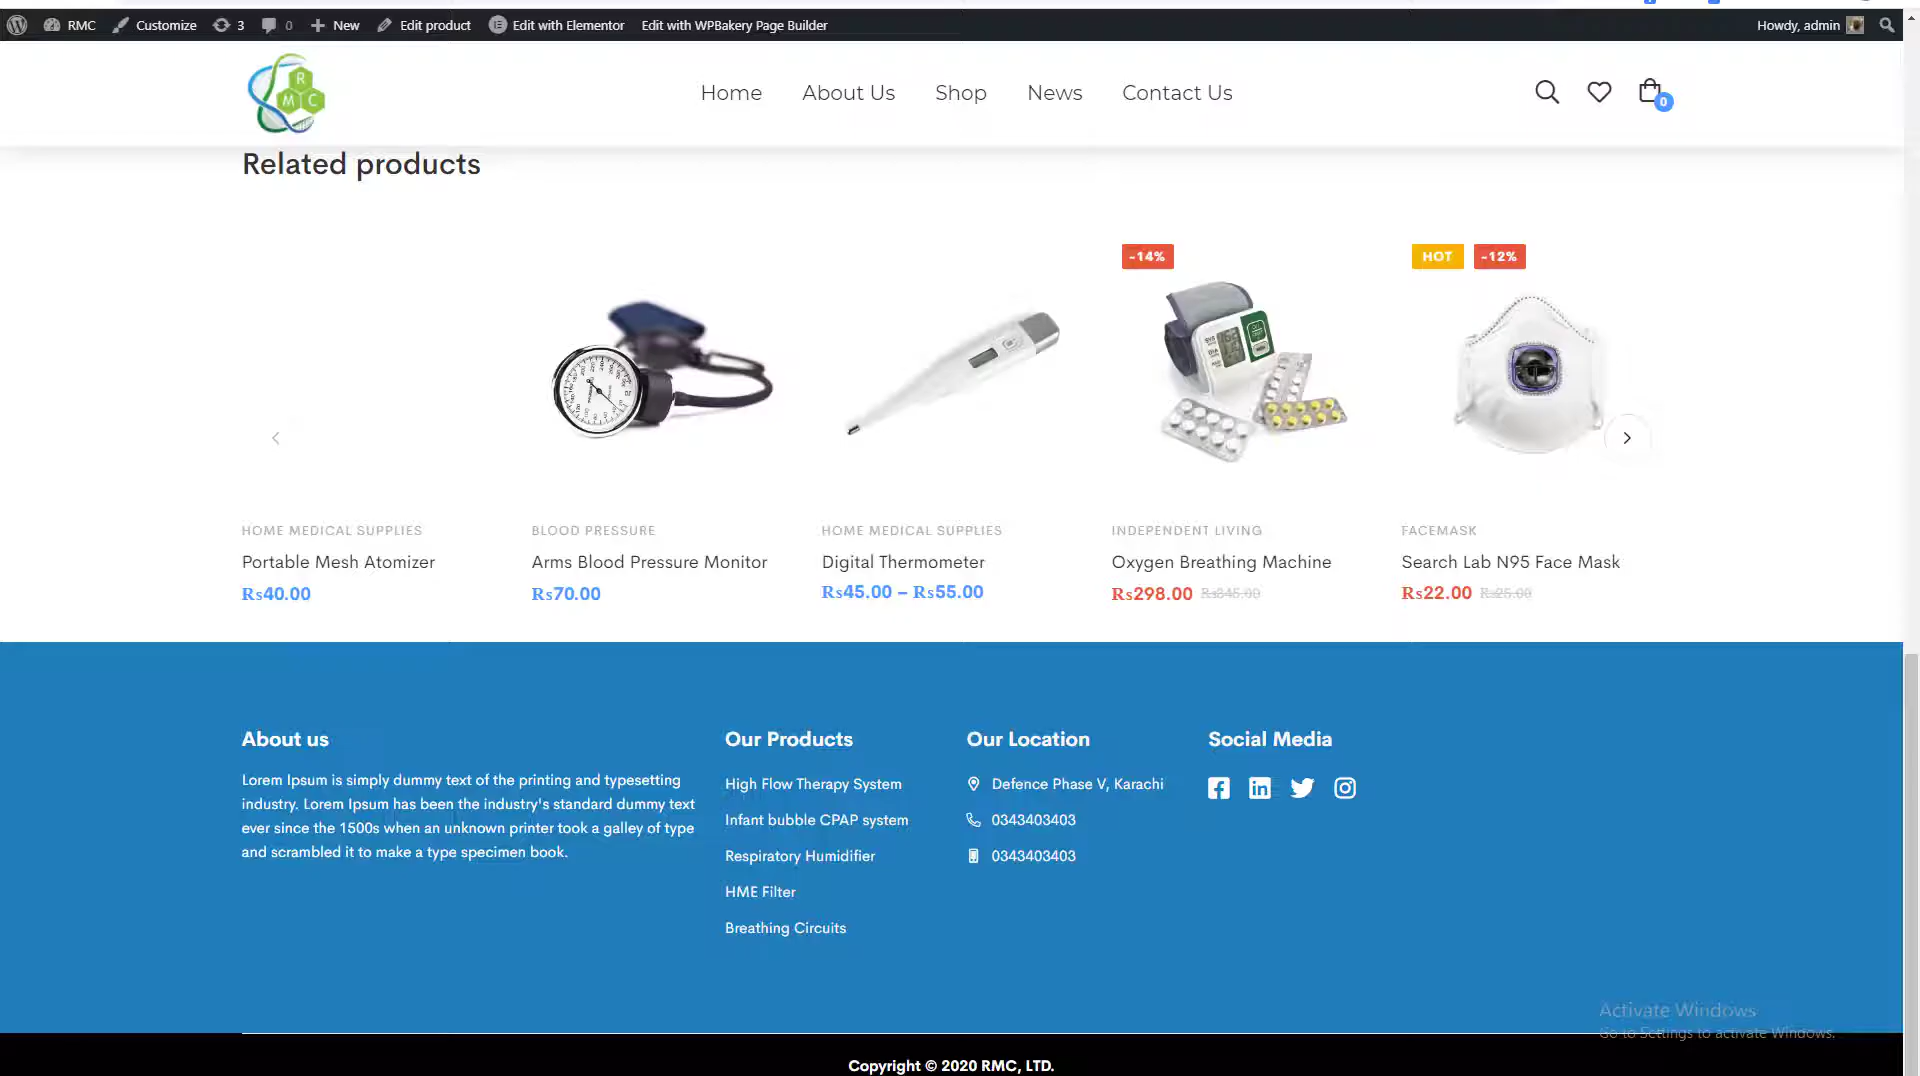 RMC Customize 3 0 New Edit product Edit with Elementor Edit with WPBakery Page Builder Howdy, admin
R M C
Home About Us Shop News Contact Us 0
Related products
-14% HOT -12%
HOME MEDICAL SUPPLIES
Portable Mesh Atomizer
Rs40.00
BLOOD PRESSURE
Arms Blood Pressure Monitor
Rs70.00
HOME MEDICAL SUPPLIES
Digital Thermometer
Rs45.00 – Rs55.00
INDEPENDENT LIVING
Oxygen Breathing Machine
Rs298.00 Rs345.00
FACEMASK
Search Lab N95 Face Mask
Rs22.00 Rs25.00
About us
Lorem Ipsum is simply dummy text of the printing and typesetting
industry. Lorem Ipsum has been the industry's standard dummy text
ever since the 1500s when an unknown printer took a galley of type
and scrambled it to make a type specimen book.
Our Products
High Flow Therapy System
Infant bubble CPAP system
Respiratory Humidifier
HME Filter
Breathing Circuits
Our Location
Defence Phase V, Karachi
0343403403
0343403403
Social Media
Activate Windows
Go to Settings to activate Windows.
Copyright © 2020 RMC, LTD.